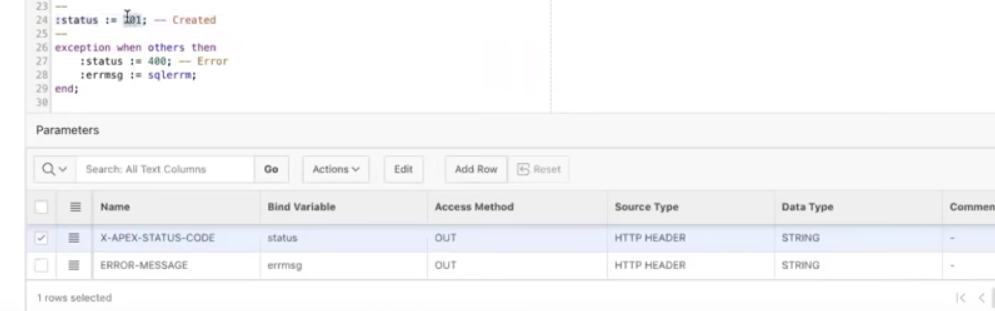 23 --
24 :status := 201; -- Created
25 --
26 exception when others then
27 :status := 400; -- Error
28 :errmsg := sqlerrm;
29 end;
30
Parameters
Search: All Text Columns Go Actions Edit Add Row Reset
Name Bind Variable Access Method Source Type Data Type Commen
X-APEX-STATUS-CODE status OUT HTTP HEADER STRING -
ERROR-MESSAGE errmsg OUT HTTP HEADER STRING -
1 rows selected